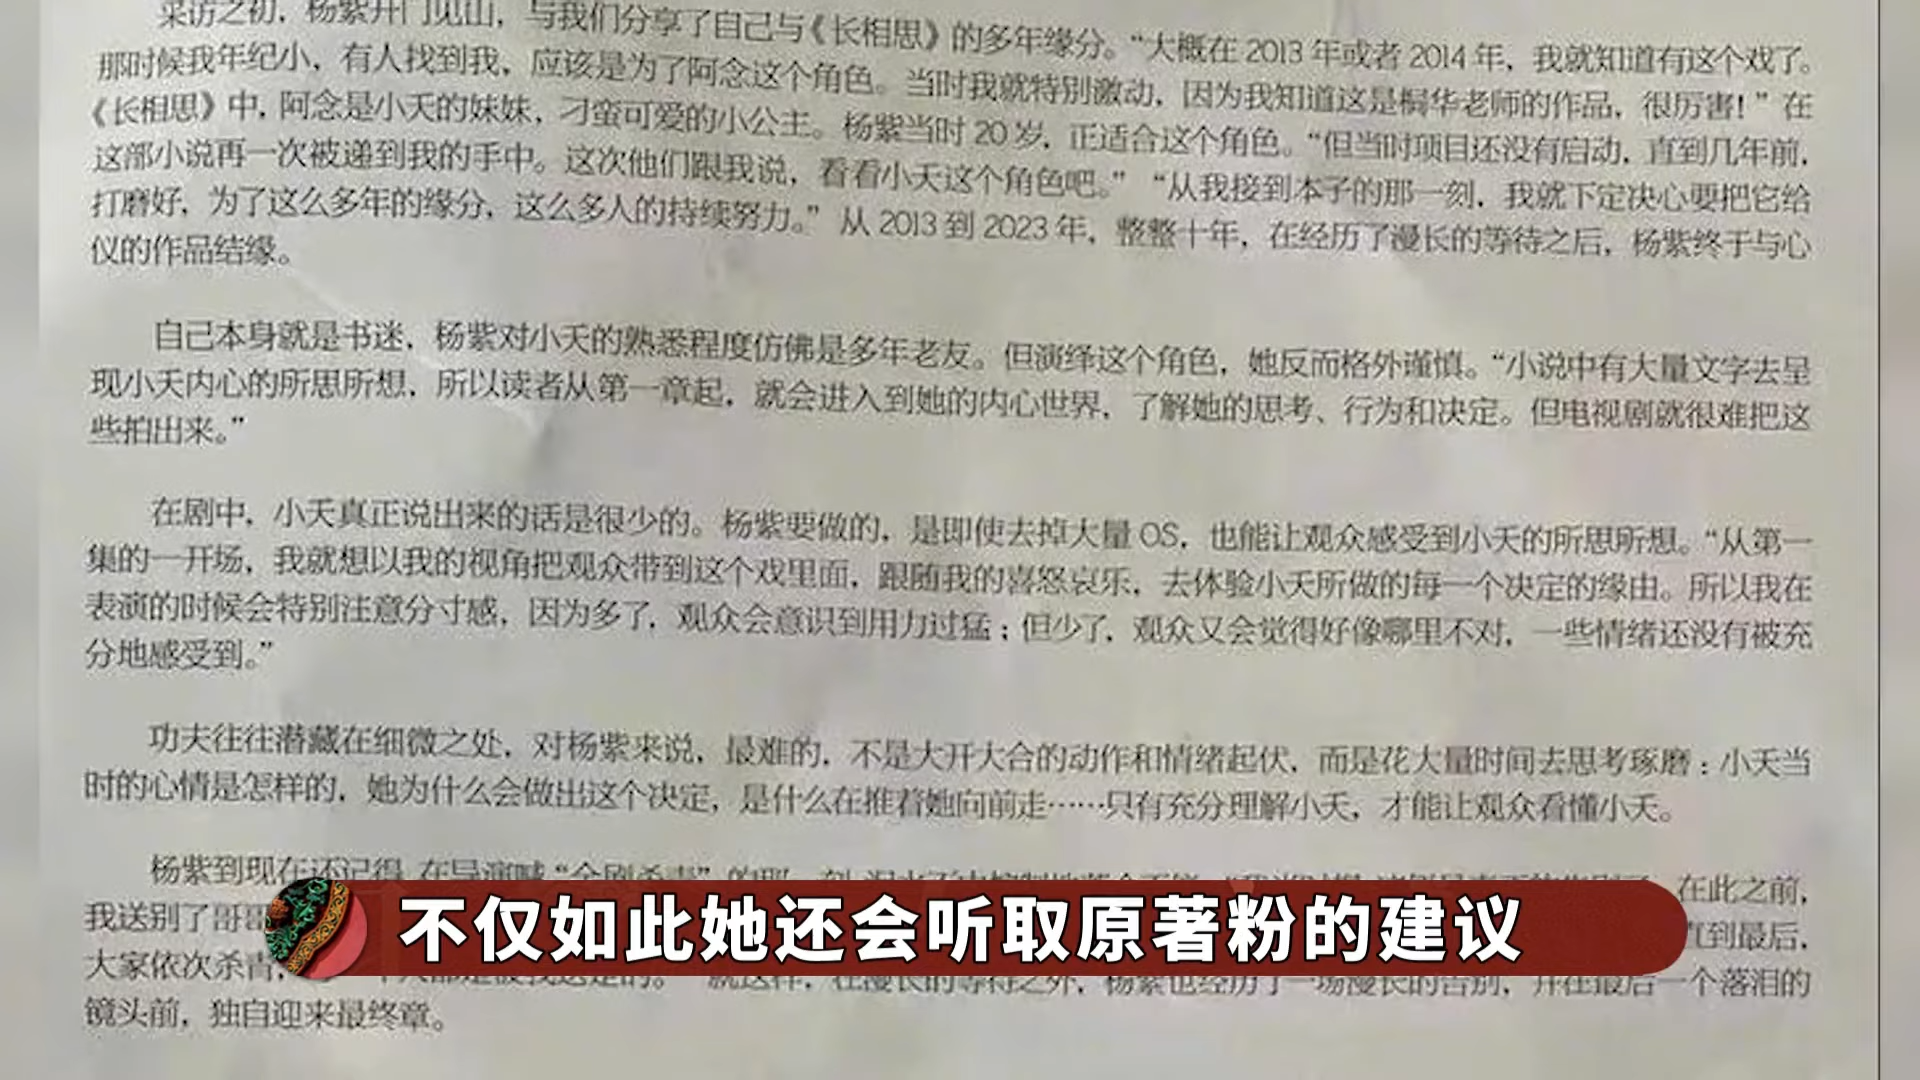 采访之初，杨紫开门见山，与我们分享了自己与《长相思》的多年缘分。“大概在 2013 年或者 2014 年，我就知道有这个戏了。
那时候我年纪小，有人找到我，应该是为了阿念这个角色。当时我就特别激动，因为我知道这是桐华老师的作品，很厉害！”在
《长相思》中，阿念是小夭的妹妹，刁蛮可爱的小公主。杨紫当时 20 岁，正适合这个角色。“但当时项目还没有启动，直到几年前，
这部小说再一次被递到我的手中。这次他们跟我说，看看小夭这个角色吧。” “从我接到本子的那一刻，我就下定决心要把它给
打磨好，为了这么多年的缘分，这么多人的持续努力。” 从 2013 到 2023 年，整整十年，在经历了漫长的等待之后，杨紫终于与心
仪的作品结缘。
自己本身就是书迷，杨紫对小夭的熟悉程度仿佛是多年老友。但演绎这个角色，她反而格外谨慎。“小说中有大量文字去呈
现小夭内心的所思所想，所以读者从第一章起，就会进入到她的内心世界，了解她的思考、行为和决定。但电视剧就很难把这
些拍出来。”
在剧中，小夭真正说出来的话是很少的。杨紫要做的，是即使去掉大量 OS，也能让观众感受到小夭的所思所想。“从第一
集的一开场，我就想以我的视角把观众带到这个戏里面，跟随我的喜怒哀乐，去体验小夭所做的每一个决定的缘由。所以我在
表演的时候会特别注意分寸感，因为多了，观众会意识到用力过猛；但少了，观众又会觉得好像哪里不对，一些情绪还没有被充
分地感受到。”
功夫往往潜藏在细微之处，对杨紫来说，最难的，不是大开大合的动作和情绪起伏，而是花大量时间去思考琢磨：小夭当
时的心情是怎样的，她为什么会做出这个决定，是什么在推着她向前走……只有充分理解小夭，才能让观众看懂小夭。
杨紫到现在还记得，在导演喊“全剧杀青”的那一刻 在此之前，
我送别了哥哥 直到最后，
不仅如此她还会听取原著粉的建议
大家依次杀青， 就这样，在漫长的等待之外，杨紫也经历了一场漫长的告别，并在最后一个落泪的
镜头前，独自迎来最终章。